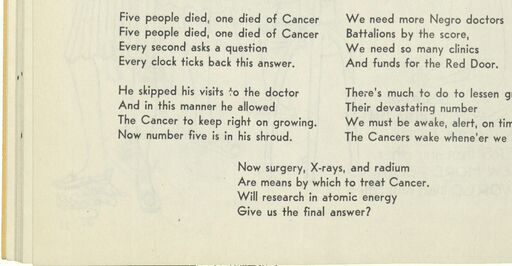 Five people died, one died of Cancer
Five people died, one died of Cancer
Every second asks a question
Every clock ticks back this answer.
He skipped his visits to the doctor
And in this manner he allowed
The Cancer to keep right on growing.
Now number five is in his shroud.
We need more Negro doctors
Battalions by the score,
We need so many clinics
And funds for the Red Door.
There's much to do to lessen
Their devastating number
We must be awake, alert, on
The Cancers wake whene'er we
Now surgery, X-rays, and radium
Are means by which to treat Cancer.
Will research in atomic energy
Give us the final answer?